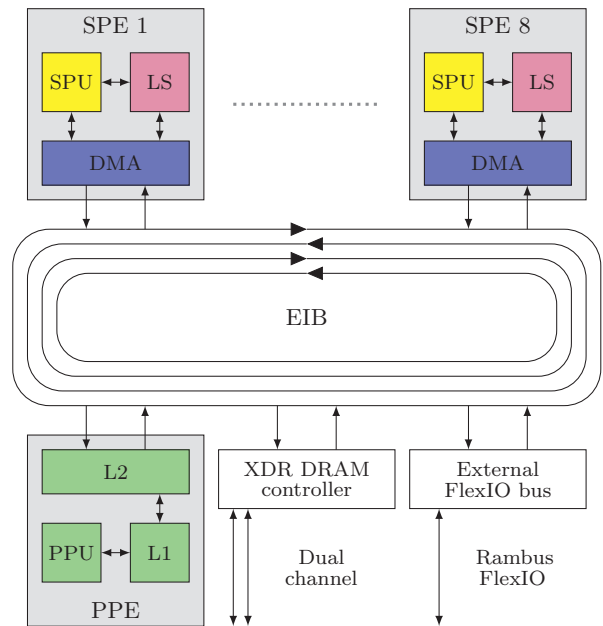 SPE 1
SPE 8
SPU
LS
SPU
LS
DMA
DMA
EIB
L2
XDR DRAM
controller
External
FlexIO bus
PPU
L1
Dual
channel
Rambus
FlexIO
PPE